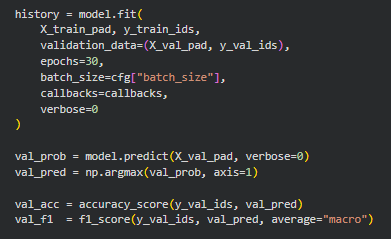 history = model.fit(
    X_train_pad, y_train_ids,
    validation_data=(X_val_pad, y_val_ids),
    epochs=30,
    batch_size=cfg["batch_size"],
    callbacks=callbacks,
    verbose=0
)
val_prob = model.predict(X_val_pad, verbose=0)
val_pred = np.argmax(val_prob, axis=1)
val_acc = accuracy_score(y_val_ids, val_pred)
val_f1  = f1_score(y_val_ids, val_pred, average="macro")